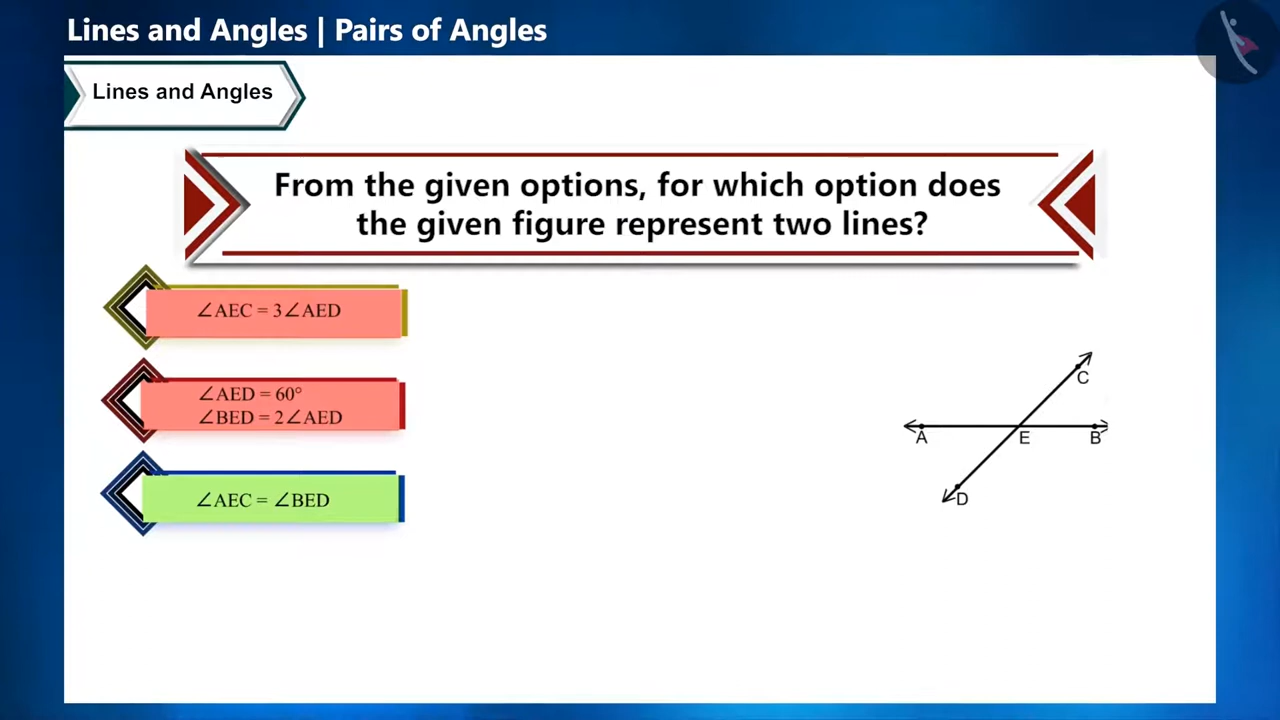 Lines and Angles | Pairs of Angles
Lines and Angles
From the given options, for which option does
the given figure represent two lines?
∠AEC = 3∠AED
∠AED = 60°
∠BED = 2∠AED
∠AEC = ∠BED
C
A
E
B
D